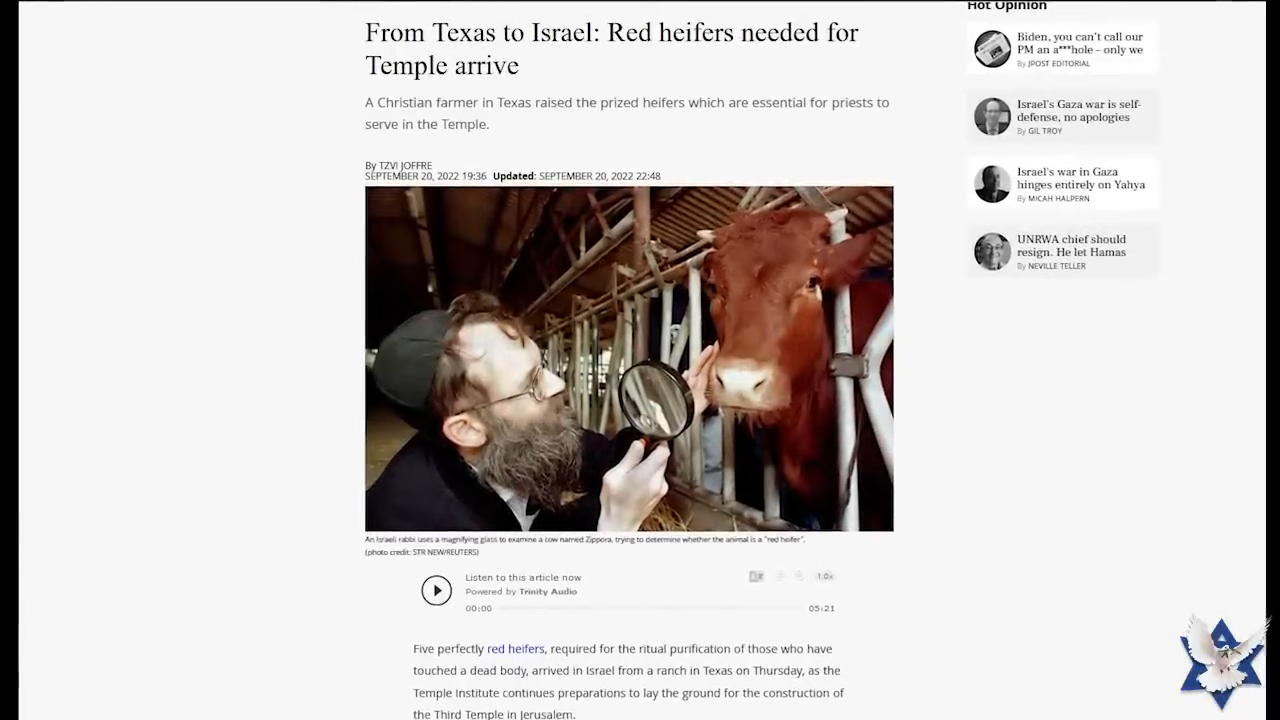 Hot Opinion
From Texas to Israel: Red heifers needed for
Temple arrive
A Christian farmer in Texas raised the prized heifers which are essential for priests to
serve in the Temple.
By TZVI JOFFRE
SEPTEMBER 20, 2022 19:36 Updated: SEPTEMBER 20, 2022 22:48
An Israeli rabbi uses a magnifying glass to examine a cow named Zippora, trying to determine whether the animal is a "red heifer".
(photo credit: STR NEW/REUTERS)
Listen to this article now
Powered by Trinity Audio
1.0x
00:00 05:21
Five perfectly red heifers, required for the ritual purification of those who have
touched a dead body, arrived in Israel from a ranch in Texas on Thursday, as the
Temple Institute continues preparations to lay the ground for the construction of
the Third Temple in Jerusalem.
Biden, you can't call our
PM an a***hole – only we
By JPOST EDITORIAL
Israel's Gaza war is self-
defense, no apologies
By GIL TROY
Israel's war in Gaza
hinges entirely on Yahya
By MICAH HALPERN
UNRWA chief should
resign. He let Hamas
By NEVILLE TELLER